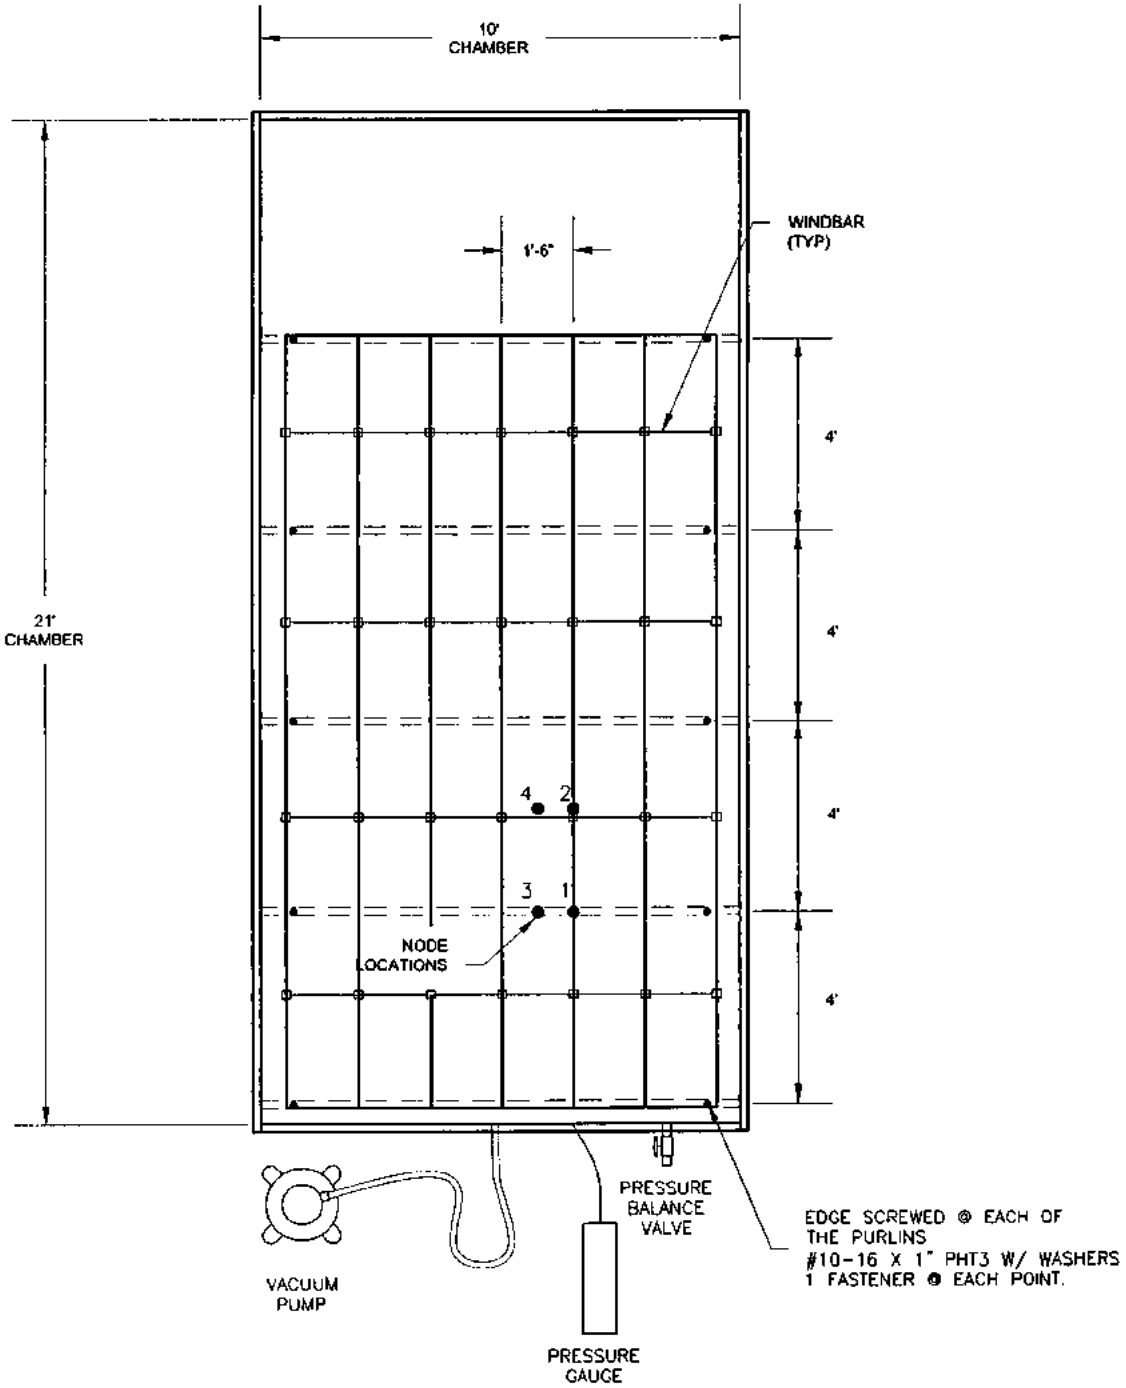 10'
CHAMBER
1'-6"
WINDBAR
(TYP)
4'
4'
21'
CHAMBER
4 2
4'
3 1
NODE
LOCATIONS
4'
PRESSURE
BALANCE
VALVE
EDGE SCREWED @ EACH OF
THE PURLINS
#10-16 X 1" PHT3 W/ WASHERS
1 FASTENER @ EACH POINT.
VACUUM
PUMP
PRESSURE
GAUGE